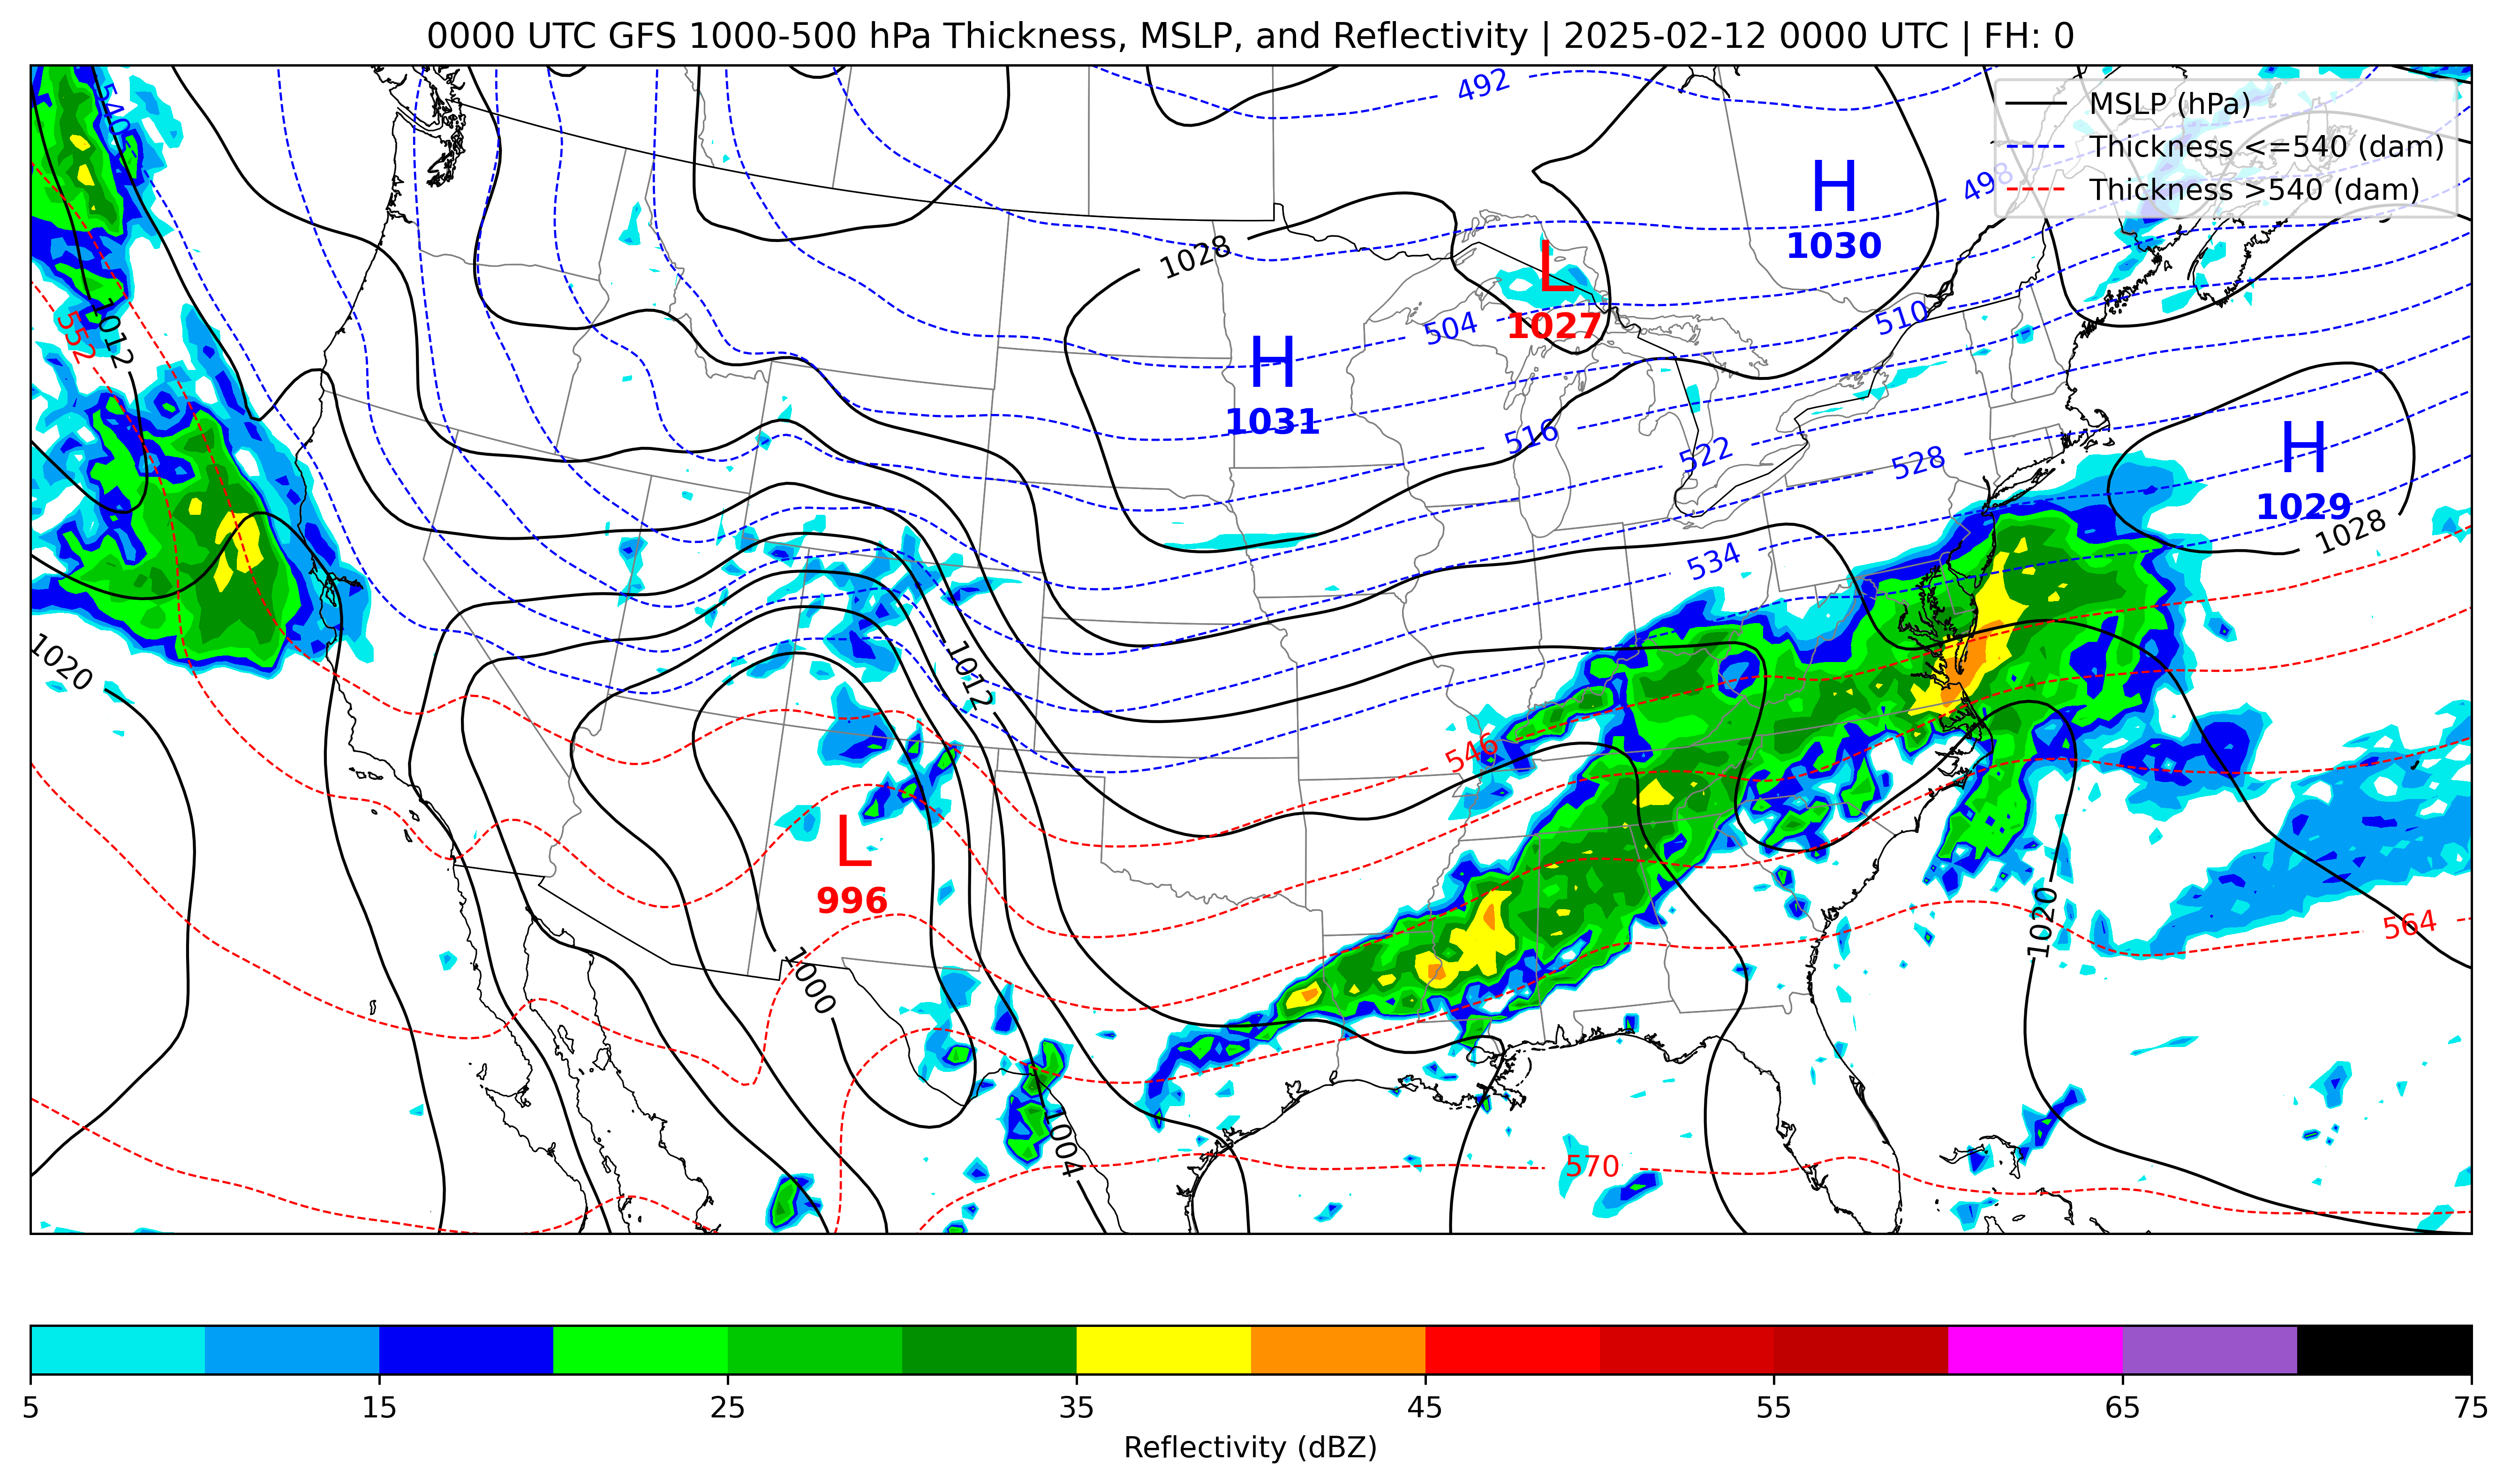 0000 UTC GFS 1000-500 hPa Thickness, MSLP, and Reflectivity | 2025-02-12 0000 UTC | FH: 0
MSLP (hPa)
Thickness <=540 (dam)
Thickness >540 (dam)
492
540
498
H
1030
1028
L
1027
504
510
1012
552
H
1031
516
522
528
H
1029
1028
534
1020
1012
546
L
996
1020
564
1000
1004
570
5 15 25 35 45 55 65 75
Reflectivity (dBZ)